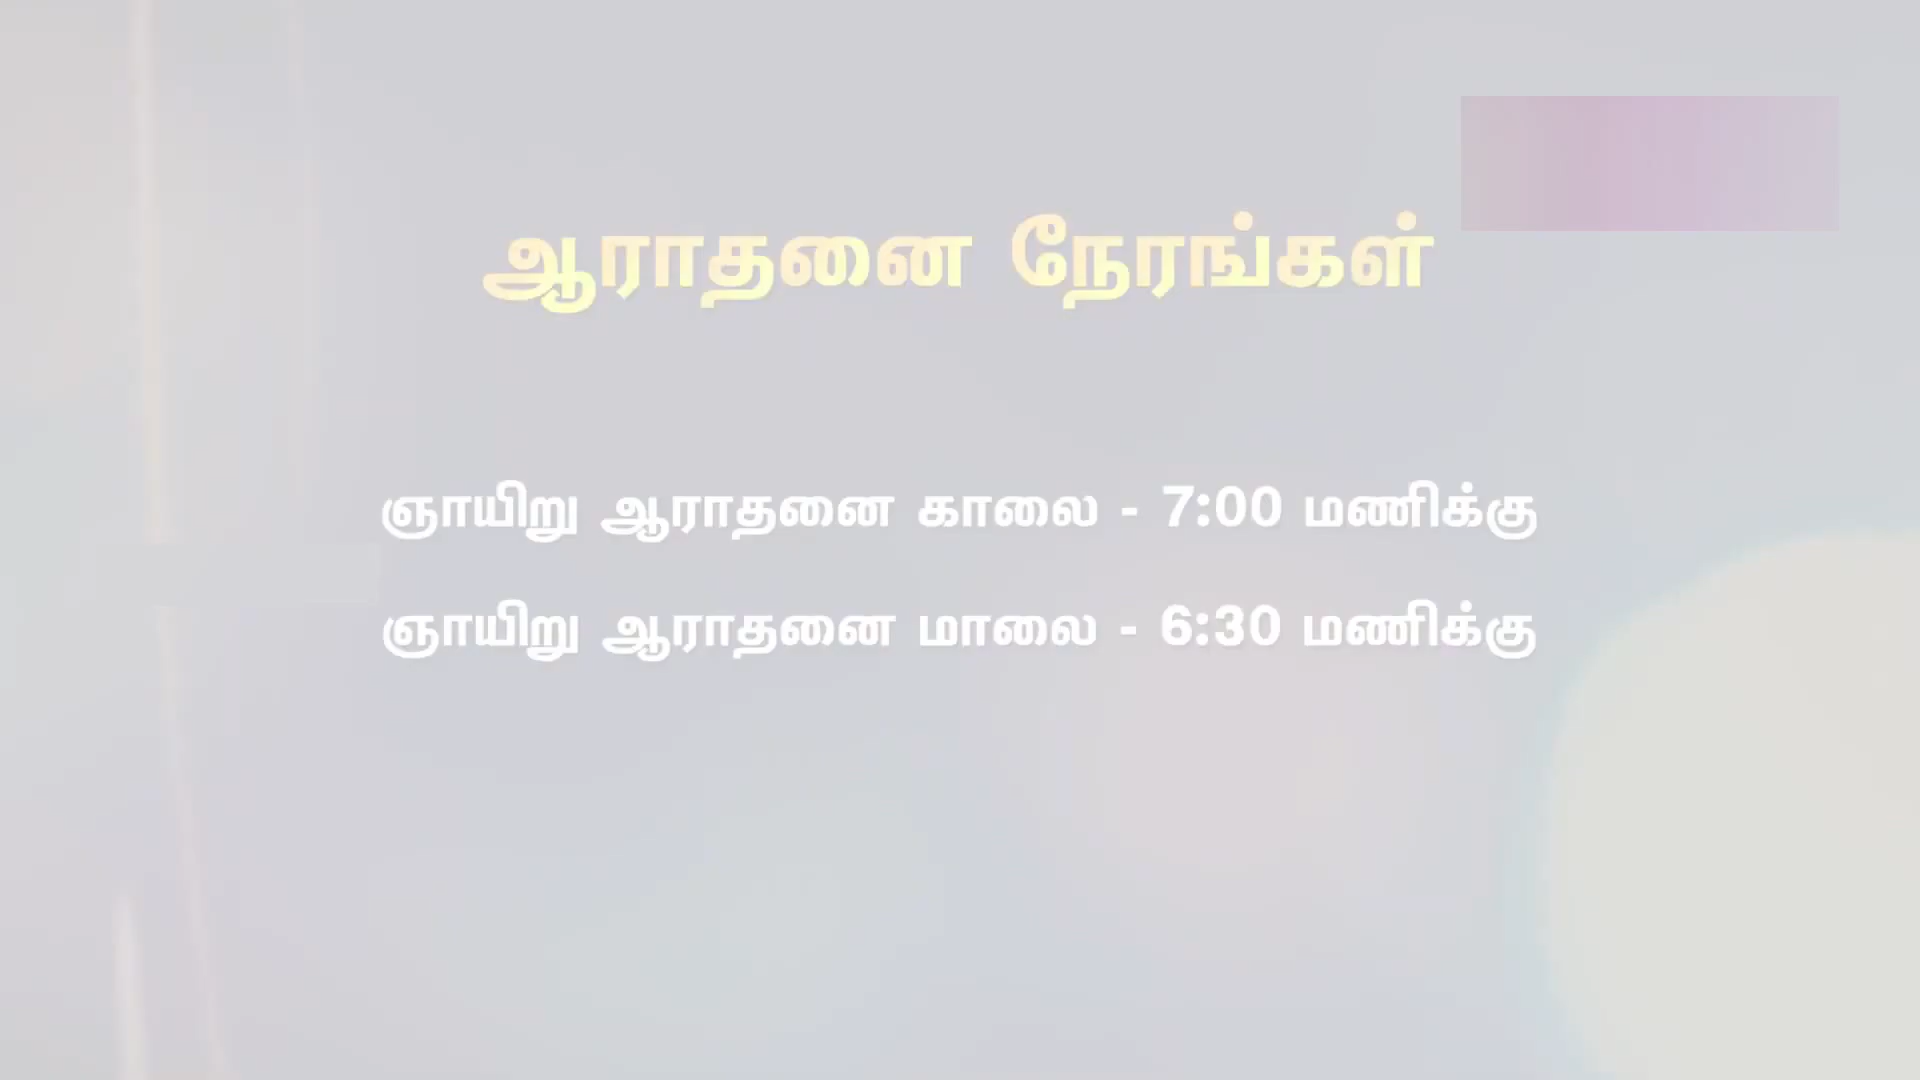 ஆராதனை நேரங்கள்
ஞாயிறு ஆராதனை காலை - 7:00 மணிக்கு
ஞாயிறு ஆராதனை மாலை - 6:30 மணிக்கு